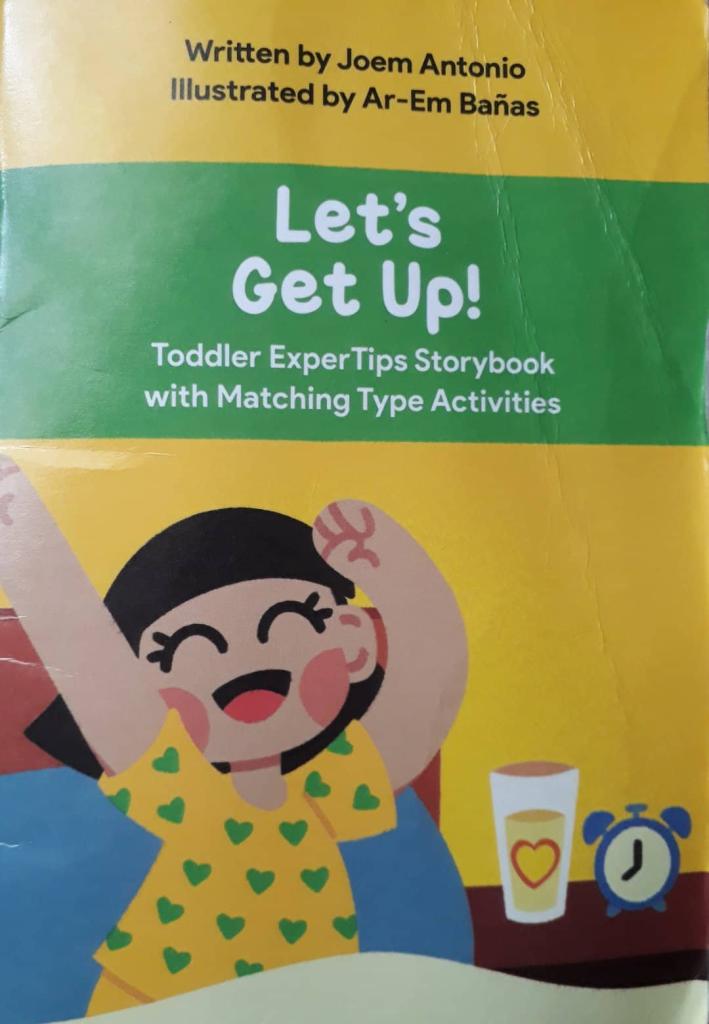 Written by Joem Antonio
Illustrated by Ar-Em Bañas
Let's
Get Up!
Toddler ExperTips Storybook
with Matching Type Activities